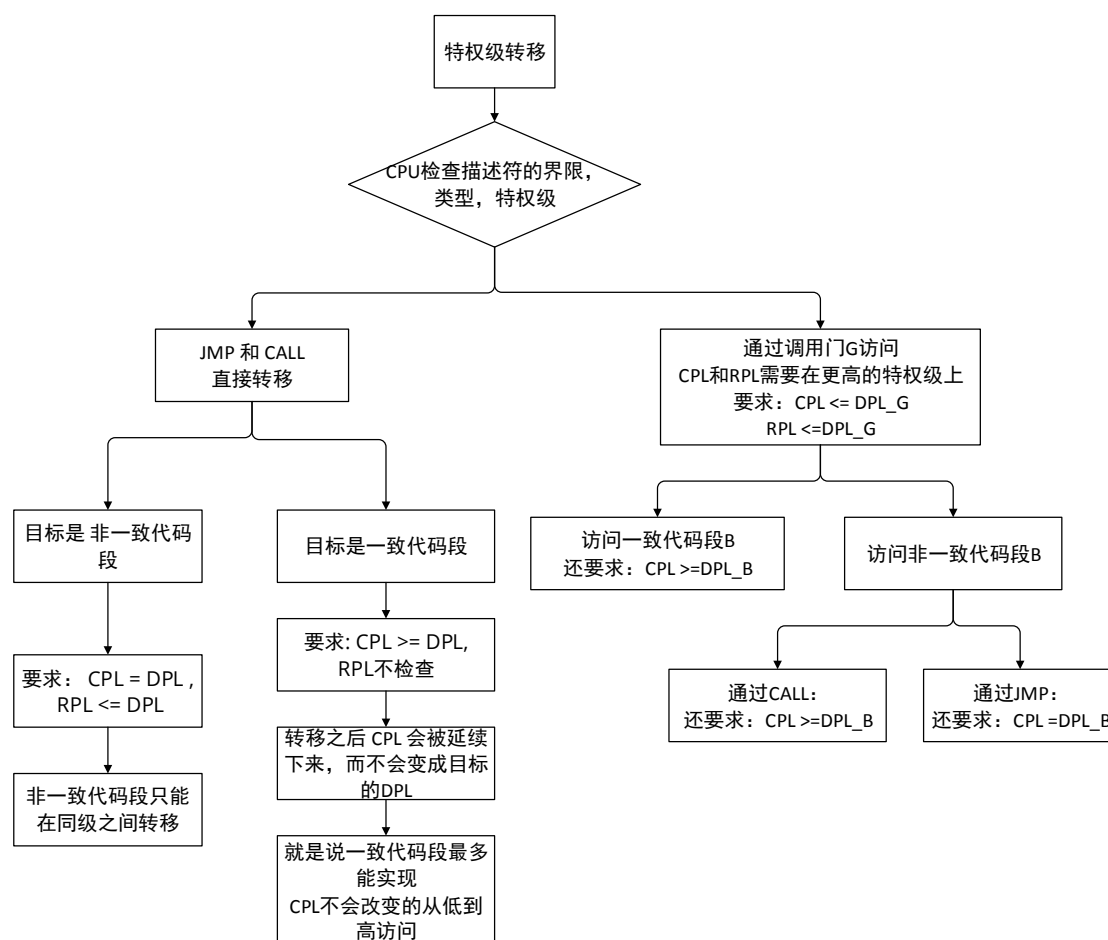 特权级转移
CPU检查描述符的界限，
类型，特权级
JMP 和 CALL
直接转移
通过调用门G访问
CPL和RPL需要在更高的特权级上
要求：CPL <= DPL_G
RPL <=DPL_G
目标是 非一致代码
段
目标是一致代码段
访问一致代码段B
还要求：CPL >=DPL_B
访问非一致代码段B
要求： CPL = DPL ,
RPL <= DPL
要求: CPL >= DPL,
RPL不检查
通过CALL：
还要求：CPL >=DPL_B
通过JMP：
还要求：CPL =DPL_B
非一致代码段只能
在同级之间转移
转移之后 CPL 会被延续
下来，而不会变成目标
的DPL
就是说一致代码段最多
能实现
CPL不会改变的从低到
高访问